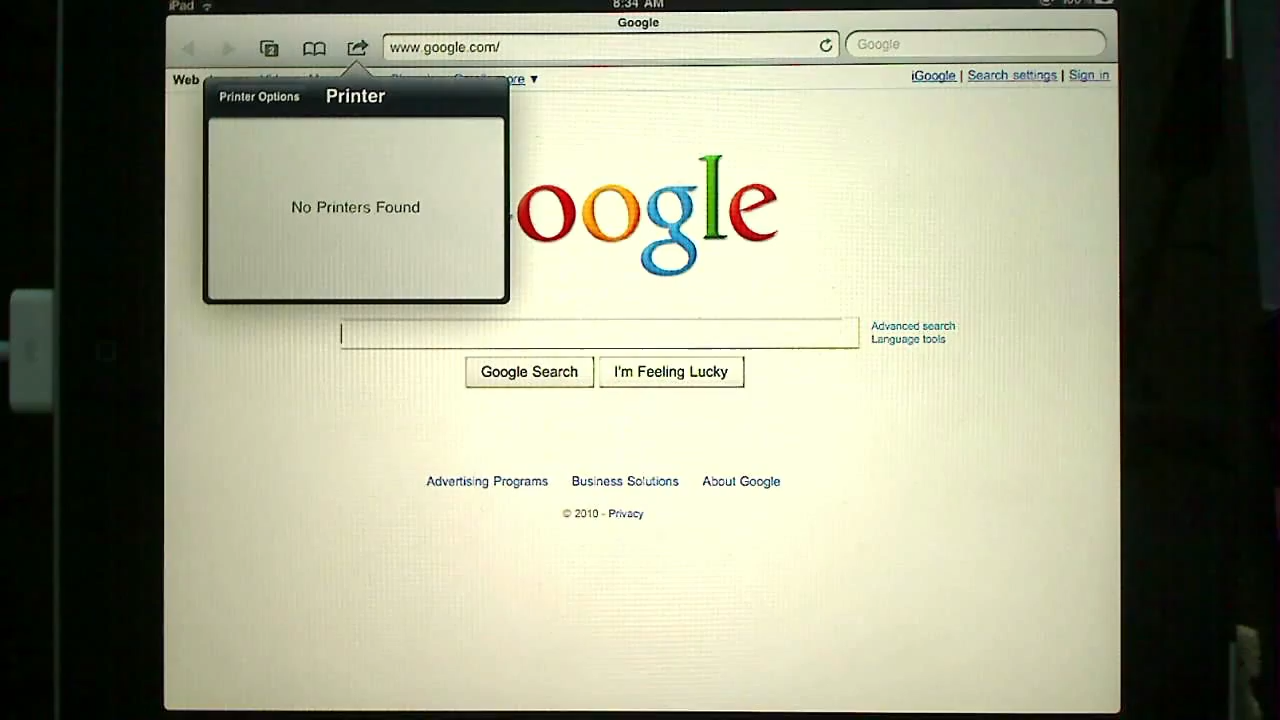 iPad 8:34 AM 100%
Google
2 www.google.com/ Google
Web more ▼ iGoogle | Search settings | Sign in
Printer Options Printer
No Printers Found
oogle
Advanced search
Language tools
Google Search I'm Feeling Lucky
Advertising Programs Business Solutions About Google
© 2010 - Privacy